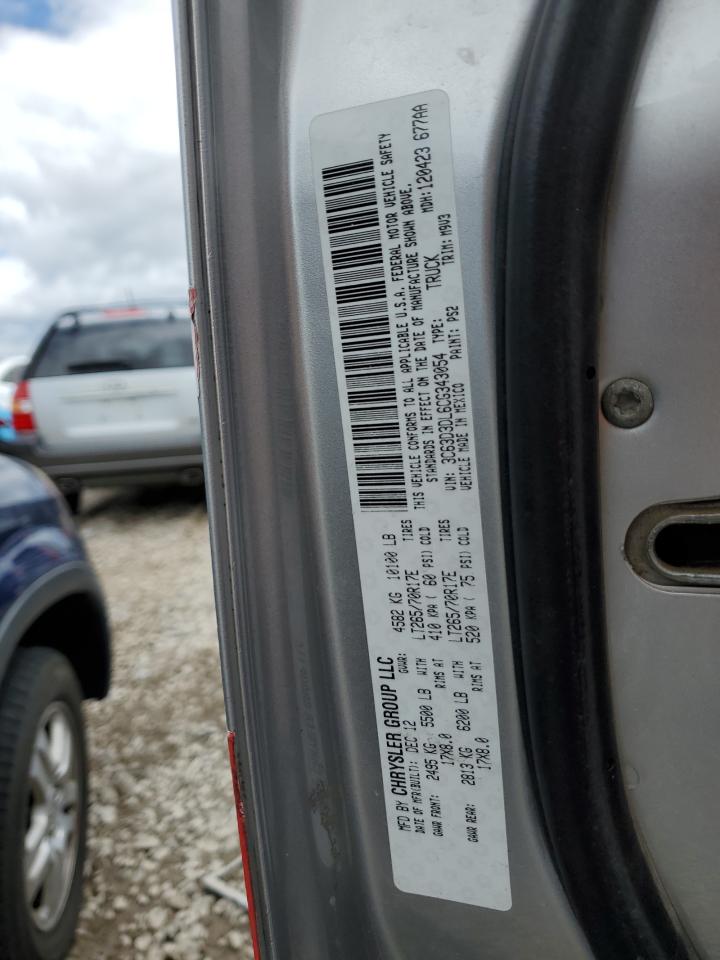 MFD BY CHRYSLER GROUP LLC
DATE OF MFR(BUILT): DEC 12 GVWR: 4582 KG 10100 LB
GAWR FRONT: 2495 KG 5500 LB WITH LT265/70R17E TIRES
17X8.0 RIMS AT 410 KPA ( 60 PSI) COLD
GAWR REAR: 2813 KG 6200 LB WITH LT265/70R17E TIRES
17X8.0 RIMS AT 520 KPA ( 75 PSI) COLD
THIS VEHICLE CONFORMS TO ALL APPLICABLE U.S.A. FEDERAL MOTOR VEHICLE SAFETY
STANDARDS IN EFFECT ON THE DATE OF MANUFACTURE SHOWN ABOVE.
VIN: 3C63D3DL6CG343054 TRUCK MDH:120423 677AA
VEHICLE MADE IN MEXICO PAINT: PS2 TRIM: M9V3